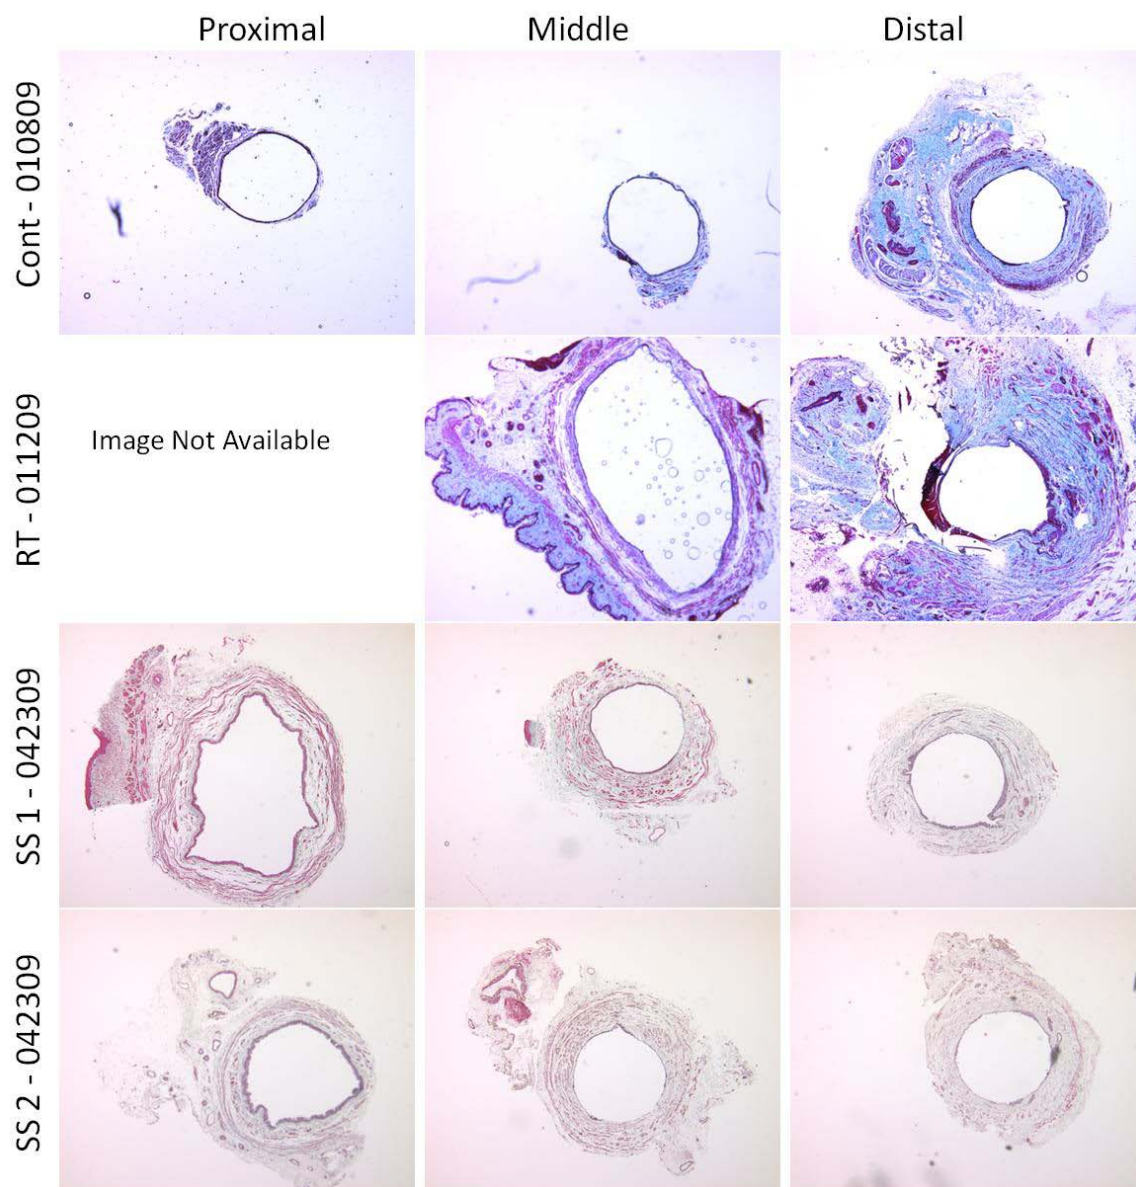 Proximal
Middle
Distal
Cont - 010809
RT - 011209
Image Not Available
SS 1 - 042309
SS 2 - 042309